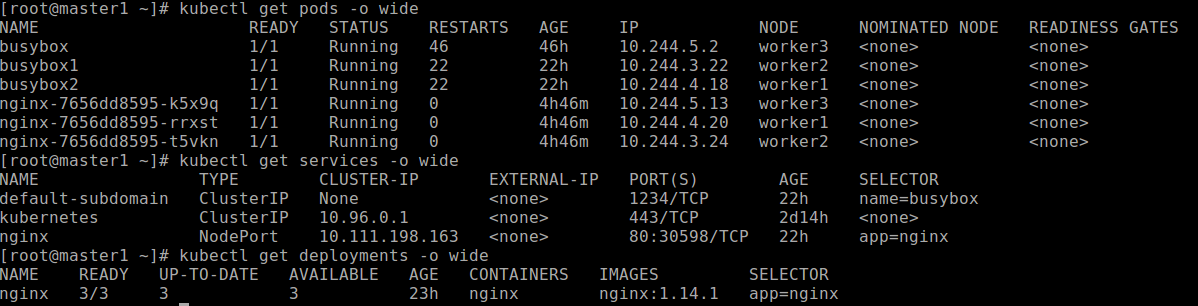 [root@master1 ~]# kubectl get pods -o wide
NAME                     READY   STATUS    RESTARTS   AGE     IP            NODE      NOMINATED NODE   READINESS GATES
busybox                  1/1     Running   46         46h     10.244.5.2    worker3   <none>           <none>
busybox1                 1/1     Running   22         22h     10.244.3.22   worker2   <none>           <none>
busybox2                 1/1     Running   22         22h     10.244.4.18   worker1   <none>           <none>
nginx-7656dd8595-k5x9q   1/1     Running   0          4h46m   10.244.5.13   worker3   <none>           <none>
nginx-7656dd8595-rrxst   1/1     Running   0          4h46m   10.244.4.20   worker1   <none>           <none>
nginx-7656dd8595-t5vkn   1/1     Running   0          4h46m   10.244.3.24   worker2   <none>           <none>
[root@master1 ~]# kubectl get services -o wide
NAME                TYPE        CLUSTER-IP       EXTERNAL-IP   PORT(S)        AGE     SELECTOR
default-subdomain   ClusterIP   None             <none>        1234/TCP       22h     name=busybox
kubernetes          ClusterIP   10.96.0.1        <none>        443/TCP        2d14h   <none>
nginx               NodePort    10.111.198.163   <none>        80:30598/TCP   22h     app=nginx
[root@master1 ~]# kubectl get deployments -o wide
NAME    READY   UP-TO-DATE   AVAILABLE   AGE   CONTAINERS   IMAGES         SELECTOR
nginx   3/3     3            3           23h   nginx        nginx:1.14.1   app=nginx